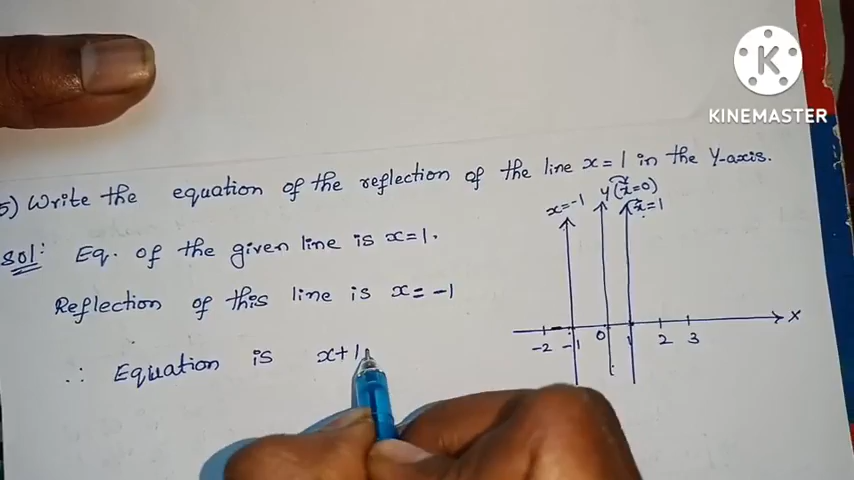 KINEMASTER
5) Write the equation of the reflection of the line x=1 in the Y-axis.
Sol: Eq. of the given line is x=1.
Reflection of this line is x=-1
∴ Equation is x+1
x=-1 y(x=0) x=1
-2 -1 0 1 2 3 X